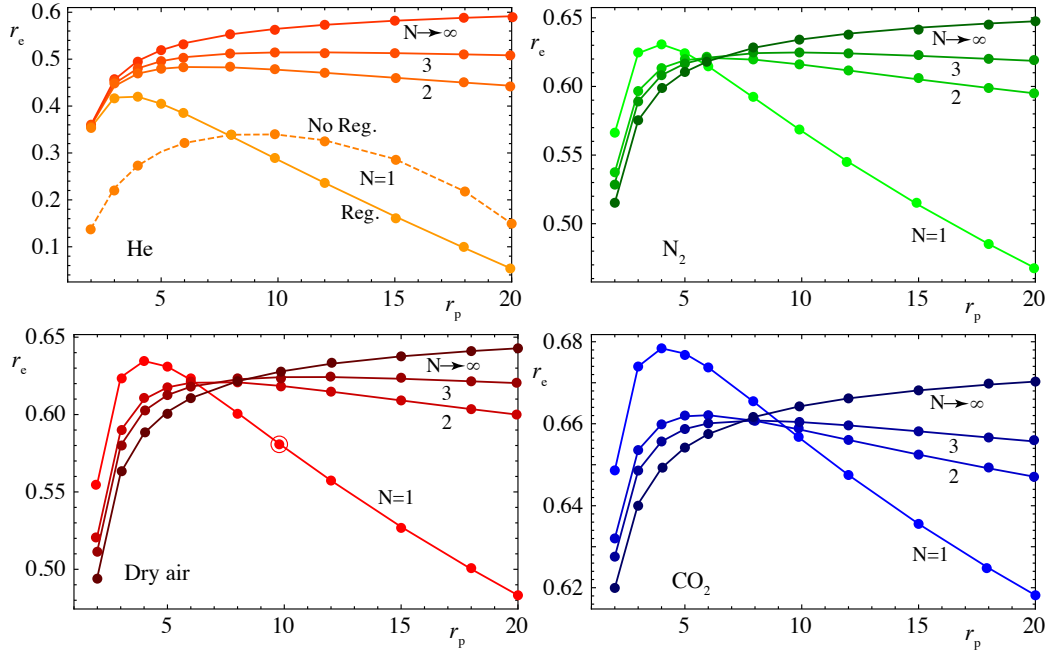 0.6
r_e
0.5
0.4
0.3
0.2
0.1
N→∞
3
2
No Reg.
N=1
Reg.
He
5
10
15
20
r_p
0.65
r_e
0.60
0.55
0.50
N→∞
3
2
N=1
N₂
5
10
15
20
r_p
0.65
r_e
0.60
0.55
0.50
N→∞
3
2
N=1
Dry air
5
10
15
20
r_p
0.68
r_e
0.66
0.64
0.62
N→∞
3
2
N=1
CO₂
5
10
15
20
r_p